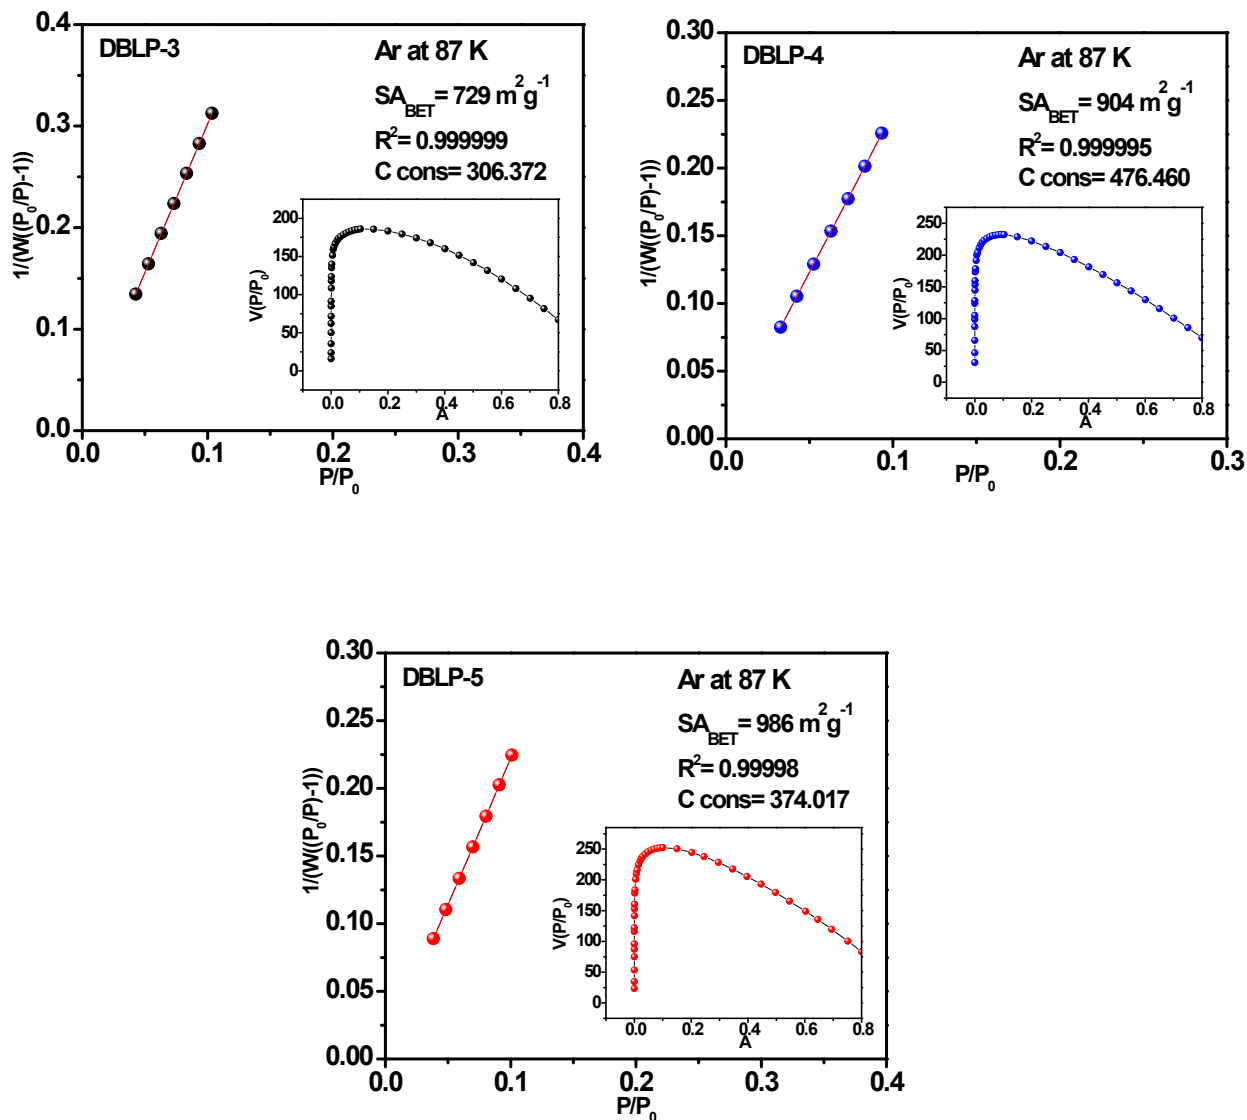 DBLP-3
Ar at 87 K
SA_BET = 729 m²g⁻¹
R² = 0.999999
C cons= 306.372
1/(W((P₀/P)-1))
0.4
0.3
0.2
0.1
0.0
0.0 0.1 0.2 0.3 0.4
P/P₀
V(P/P₀)
200
150
100
50
0
0.0 0.2 0.4 0.6 0.8
A
DBLP-4
Ar at 87 K
SA_BET = 904 m²g⁻¹
R² = 0.999995
C cons= 476.460
1/(W((P₀/P)-1))
0.30
0.25
0.20
0.15
0.10
0.05
0.00
0.0 0.1 0.2 0.3
P/P₀
V(P/P₀)
250
200
150
100
50
0
0.0 0.2 0.4 0.6 0.8
A
DBLP-5
Ar at 87 K
SA_BET = 986 m²g⁻¹
R² = 0.99998
C cons= 374.017
1/(W((P₀/P)-1))
0.30
0.25
0.20
0.15
0.10
0.05
0.00
0.0 0.1 0.2 0.3 0.4
P/P₀
V(P/P₀)
250
200
150
100
50
0
0.0 0.2 0.4 0.6 0.8
A